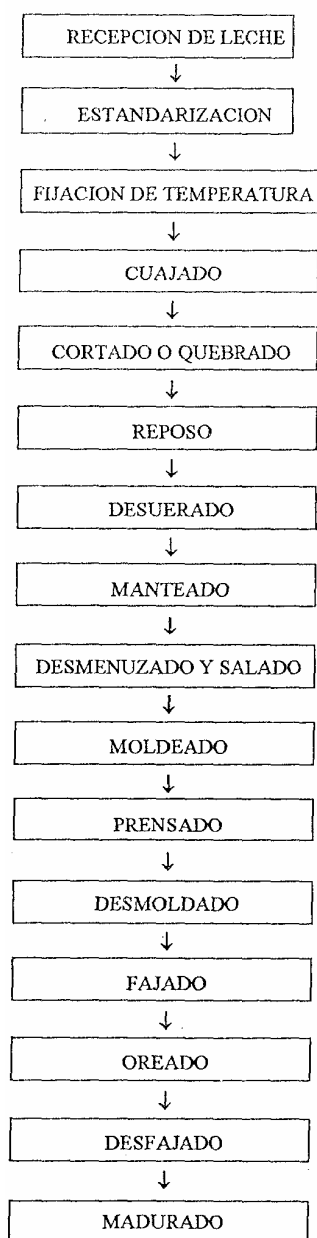 RECEPCION DE LECHE
↓
ESTANDARIZACION
↓
FIJACION DE TEMPERATURA
↓
CUAJADO
↓
CORTADO O QUEBRADO
↓
REPOSO
↓
DESUERADO
↓
MANTEADO
↓
DESMENUZADO Y SALADO
↓
MOLDEADO
↓
PRENSADO
↓
DESMOLDADO
↓
FAJADO
↓
OREADO
↓
DESFAJADO
↓
MADURADO